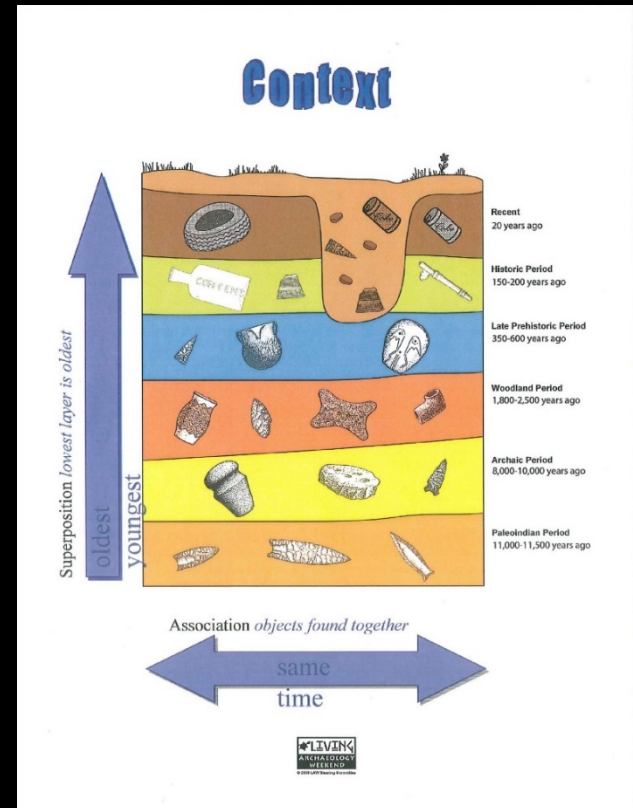 Context
Recent
20 years ago
Historic Period
150-200 years ago
Late Prehistoric Period
350-600 years ago
Woodland Period
1,800-2,500 years ago
Archaic Period
8,000-10,000 years ago
Paleoindian Period
11,000-11,500 years ago
Superposition lowest layer is oldest
oldest
youngest
Association objects found together
same
time
LIVING
ARCHAEOLOGY
WEEKEND